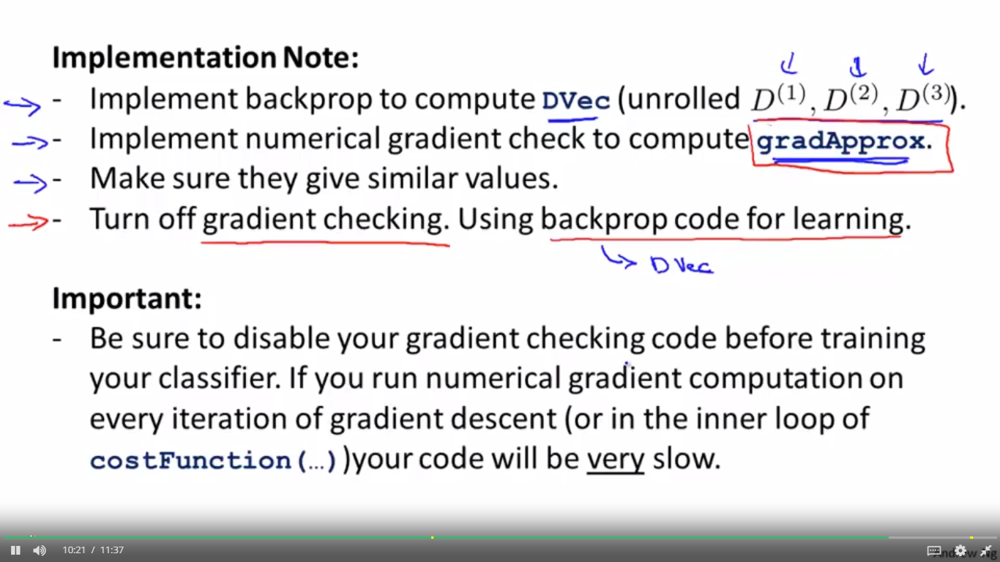 Implementation Note:
- Implement backprop to compute DVec (unrolled D(1), D(2), D(3)).
- Implement numerical gradient check to compute gradApprox.
- Make sure they give similar values.
- Turn off gradient checking. Using backprop code for learning.
DVec
Important:
- Be sure to disable your gradient checking code before training
your classifier. If you run numerical gradient computation on
every iteration of gradient descent (or in the inner loop of
costFunction(…))your code will be very slow.
10:21 / 11:37
Andrew Ng